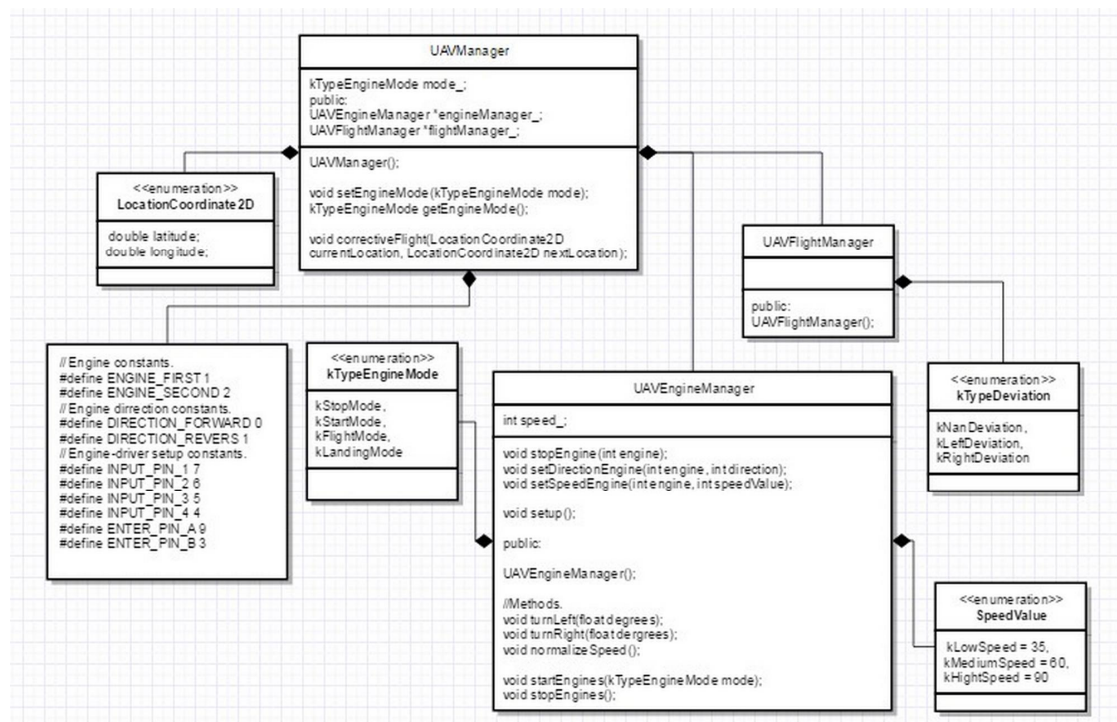 UAVManager
kTypeEngineMode mode_;
public:
UAVEngineManager *engineManager_;
UAVFlightManager *flightManager_;
UAVManager();
void setEngineMode(kTypeEngineMode mode);
kTypeEngineMode getEngineMode();
void correctiveFlight(LocationCoordinate2D
currentLocation, LocationCoordinate2D nextLocation);
<<enumeration>>
LocationCoordinate2D
double latitude;
double longitude;
UAVFlightManager
public:
UAVFlightManager();
// Engine constants.
#define ENGINE_FIRST 1
#define ENGINE_SECOND 2
// Engine dirrection constants.
#define DIRECTION_FORWARD 0
#define DIRECTION_REVERS 1
// Engine-driver setup constants.
#define INPUT_PIN_1 7
#define INPUT_PIN_2 6
#define INPUT_PIN_3 5
#define INPUT_PIN_4 4
#define ENTER_PIN_A 9
#define ENTER_PIN_B 3
<<enumeration>>
kTypeEngineMode
kStopMode,
kStartMode,
kFlightMode,
kLandingMode
UAVEngineManager
int speed_;
void stopEngine(int engine);
void setDirectionEngine(int engine, int direction);
void setSpeedEngine(int engine, int speedValue);
void setup();
public:
UAVEngineManager();
//Methods.
void turnLeft(float degrees);
void turnRight(float dergrees);
void normalizeSpeed();
void startEngines(kTypeEngineMode mode);
void stopEngines();
<<enumeration>>
kTypeDeviation
kNanDeviation,
kLeftDeviation,
kRightDeviation
<<enumeration>>
SpeedValue
kLowSpeed = 35,
kMediumSpeed = 60,
kHightSpeed = 90